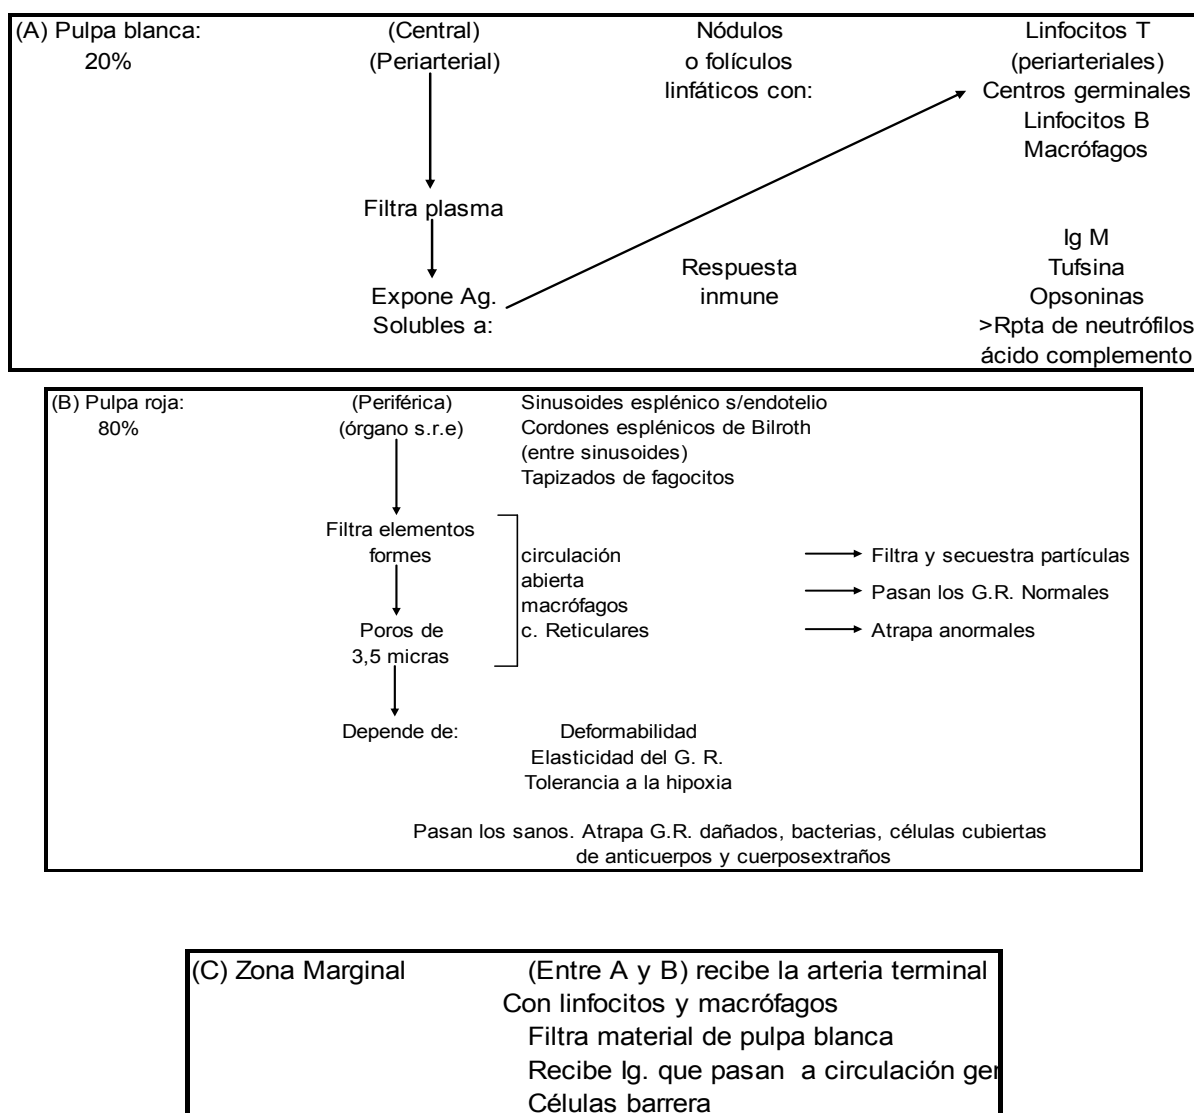 (A) Pulpa blanca:
20%
(Central)
(Periarterial)
Filtra plasma
Expone Ag.
Solubles a:
Nódulos
o folículos
linfáticos con:
Respuesta
inmune
Linfocitos T
(periarteriales)
Centros germinales
Linfocitos B
Macrófagos
Ig M
Tufsina
Opsoninas
>Rpta de neutrófilos
ácido complemento
(B) Pulpa roja:
80%
(Periférica)
(órgano s.r.e)
Sinusoides esplénico s/endotelio
Cordones esplénicos de Bilroth
(entre sinusoides)
Tapizados de fagocitos
Filtra elementos
formes
Poros de
3,5 micras
circulación
abierta
macrófagos
c. Reticulares
Filtra y secuestra partículas
Pasan los G.R. Normales
Atrapa anormales
Depende de:
Deformabilidad
Elasticidad del G. R.
Tolerancia a la hipoxia
Pasan los sanos. Atrapa G.R. dañados, bacterias, células cubiertas
de anticuerpos y cuerposextraños
(C) Zona Marginal
(Entre A y B) recibe la arteria terminal
Con linfocitos y macrófagos
Filtra material de pulpa blanca
Recibe Ig. que pasan a circulación ger
Células barrera